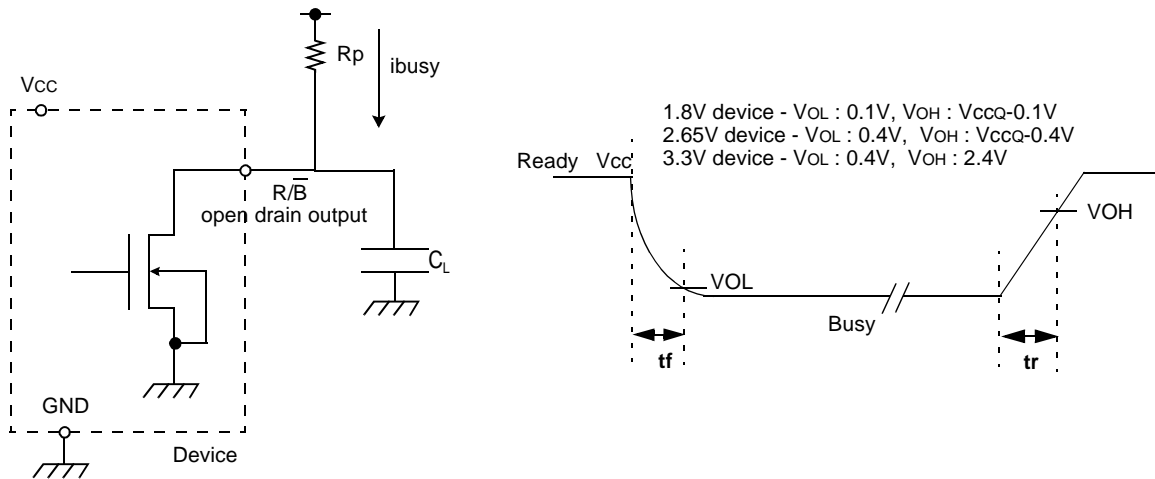 Rp
ibusy
VCC
R/B̅
open drain output
CL
GND
Device
1.8V device - VOL : 0.1V, VOH : VCCQ-0.1V
2.65V device - VOL : 0.4V, VOH : VCCQ-0.4V
3.3V device - VOL : 0.4V, VOH : 2.4V
Ready Vcc
VOH
VOL
Busy
tf
tr